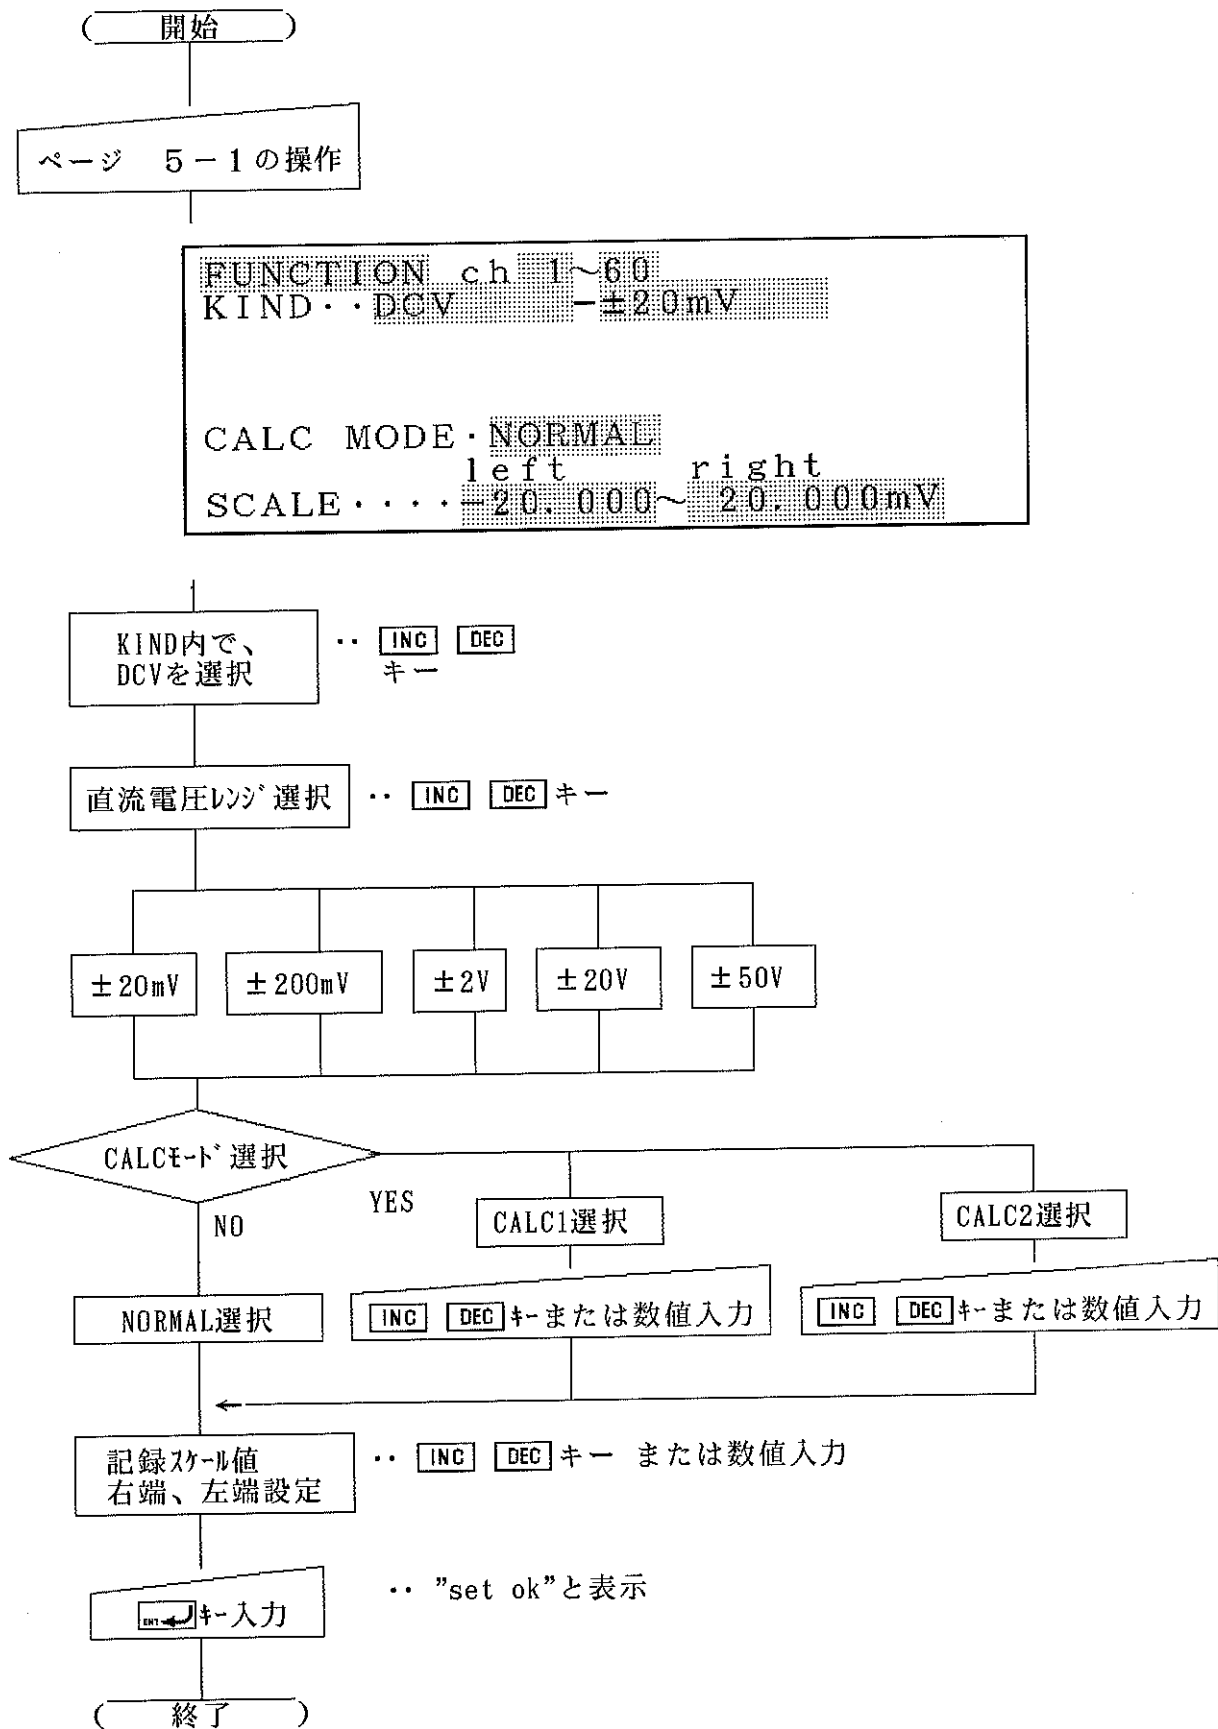 開始
ページ 5-1の操作
FUNCTION ch 1~60
KIND・・DCV -±20mV
CALC MODE・NORMAL
left right
SCALE・・・・-20.000~ 20.000mV
KIND内で、 ・・ INC DEC
DCVを選択 キー
直流電圧ﾚﾝｼﾞ選択 ・・ INC DEC キー
±20mV ±200mV ±2V ±20V ±50V
CALCﾓｰﾄﾞ選択
YES
NO
CALC1選択 CALC2選択
NORMAL選択 INC DEC ｷｰまたは数値入力 INC DEC ｷｰまたは数値入力
記録ｽｹｰﾙ値 ・・ INC DEC キー または数値入力
右端、左端設定
ENT ｷｰ入力 ・・ ”set ok”と表示
終了